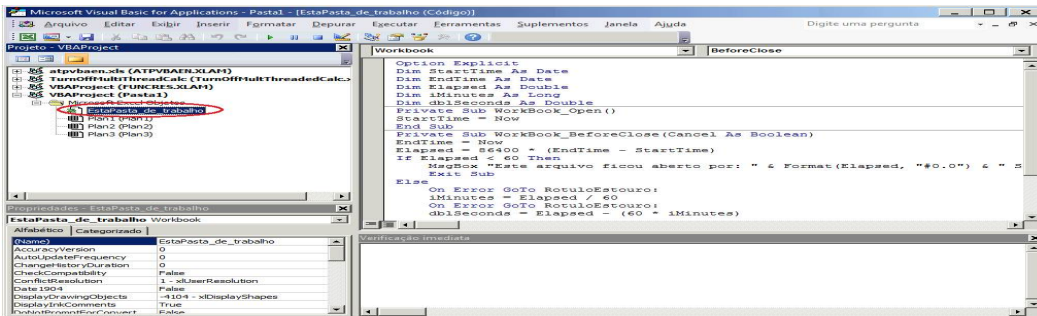 Microsoft Visual Basic for Applications - Pasta1 - [EstaPasta_de_trabalho (Código)]
Arquivo Editar Exibir Inserir Formatar Depurar Executar Ferramentas Suplementos Janela Ajuda Digite uma pergunta
Projeto - VBAProject
atpvbaen.xls (ATPVBAEN.XLAM)
TurnOffMultiThreadCalc (TurnOffMultThreadedCalc.x
VBAProject (FUNCRES.XLAM)
VBAProject (Pasta1)
Microsoft Excel Objetos
EstaPasta_de_trabalho
Plan1 (Plan1)
Plan2 (Plan2)
Plan3 (Plan3)
Propriedades - EstaPasta_de_trabalho
EstaPasta_de_trabalho Workbook
Alfabético Categorizado
(Name) EstaPasta_de_trabalho
AccuracyVersion 0
AutoUpdateFrequency 0
ChangeHistoryDuration 0
CheckCompatibility False
ConflictResolution 1 - xlUserResolution
Date1904 False
DisplayDrawingObjects -4104 - xlDisplayShapes
DisplayInkComments True
DoNotPromptForConvert False
Workbook BeforeClose
Option Explicit
Dim StartTime As Date
Dim EndTime As Date
Dim Elapsed As Double
Dim iMinutes As Long
Dim dblSeconds As Double
Private Sub WorkBook_Open()
StartTime = Now
End Sub
Private Sub WorkBook_BeforeClose(Cancel As Boolean)
EndTime = Now
Elapsed = 86400 * (EndTime - StartTime)
If Elapsed < 60 Then
MsgBox "Este arquivo ficou aberto por: " & Format(Elapsed, "#0.0") & " S
Exit Sub
Else
On Error GoTo RotuloEstouro:
iMinutes = Elapsed / 60
On Error GoTo RotuloEstouro:
dblSeconds = Elapsed - (60 * iMinutes)
Verificação imediata